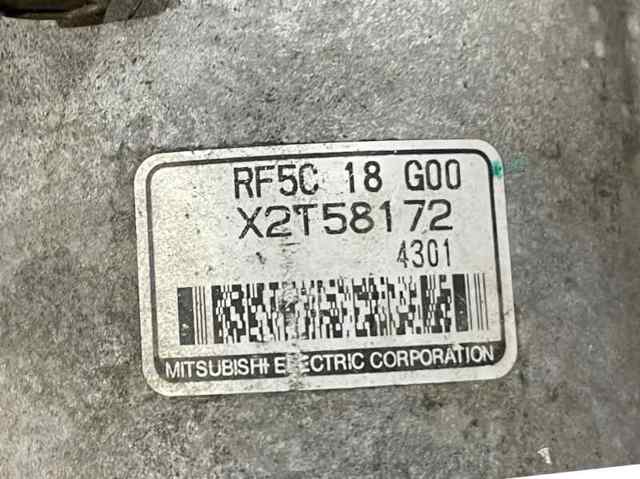 RF5C 18 G00
X2T58172
4301
MITSUBISHI ELECTRIC CORPORATION